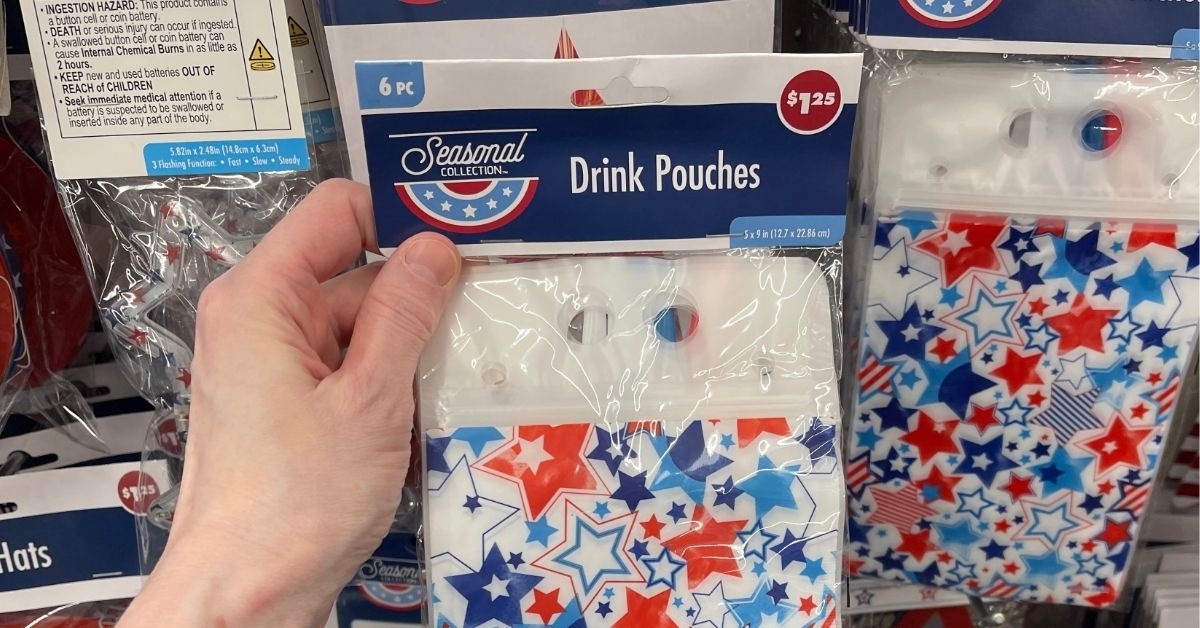 • INGESTION HAZARD: This product contains
a button cell or coin battery.
• DEATH or serious injury can occur if ingested.
• A swallowed button cell or coin battery can
cause Internal Chemical Burns in as little as
2 hours.
• KEEP new and used batteries OUT OF
REACH of CHILDREN
• Seek immediate medical attention if a
battery is suspected to be swallowed or
inserted inside any part of the body.
5.82in x 2.48in (14.8cm x 6.3cm)
3 Flashing Function: • Fast • Slow • Steady
6 PC
$1.25
Seasonal
COLLECTION™
Drink Pouches
5 x 9 in (12.7 x 22.86 cm)
$1.25
Hats
Season
COLLECTION